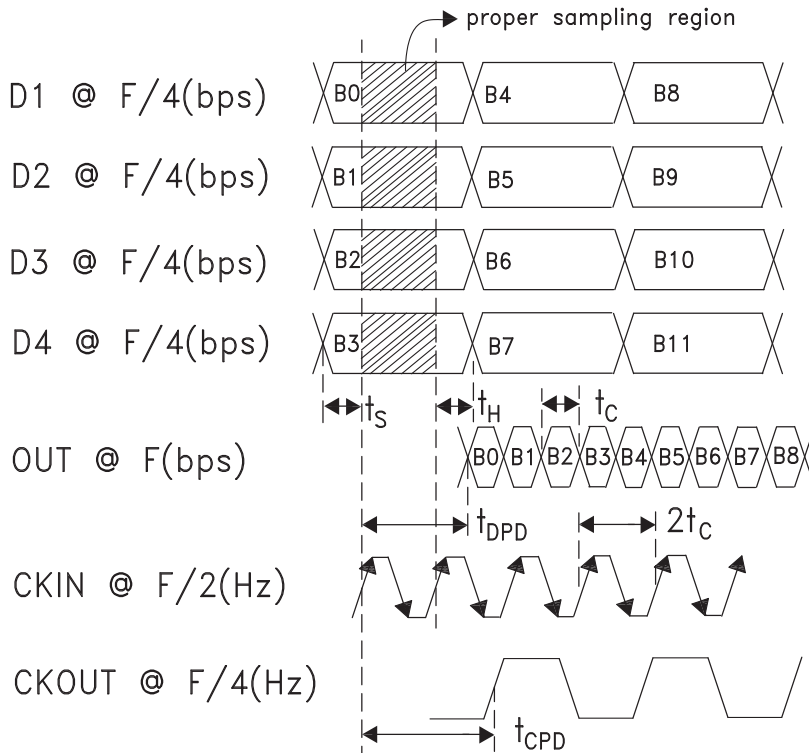 proper sampling region
D1 @ F/4(bps) B0 B4 B8
D2 @ F/4(bps) B1 B5 B9
D3 @ F/4(bps) B2 B6 B10
D4 @ F/4(bps) B3 B7 B11
tS tH tC
OUT @ F(bps) B0 B1 B2 B3 B4 B5 B6 B7 B8
tDPD 2tC
CKIN @ F/2(Hz)
CKOUT @ F/4(Hz)
tCPD